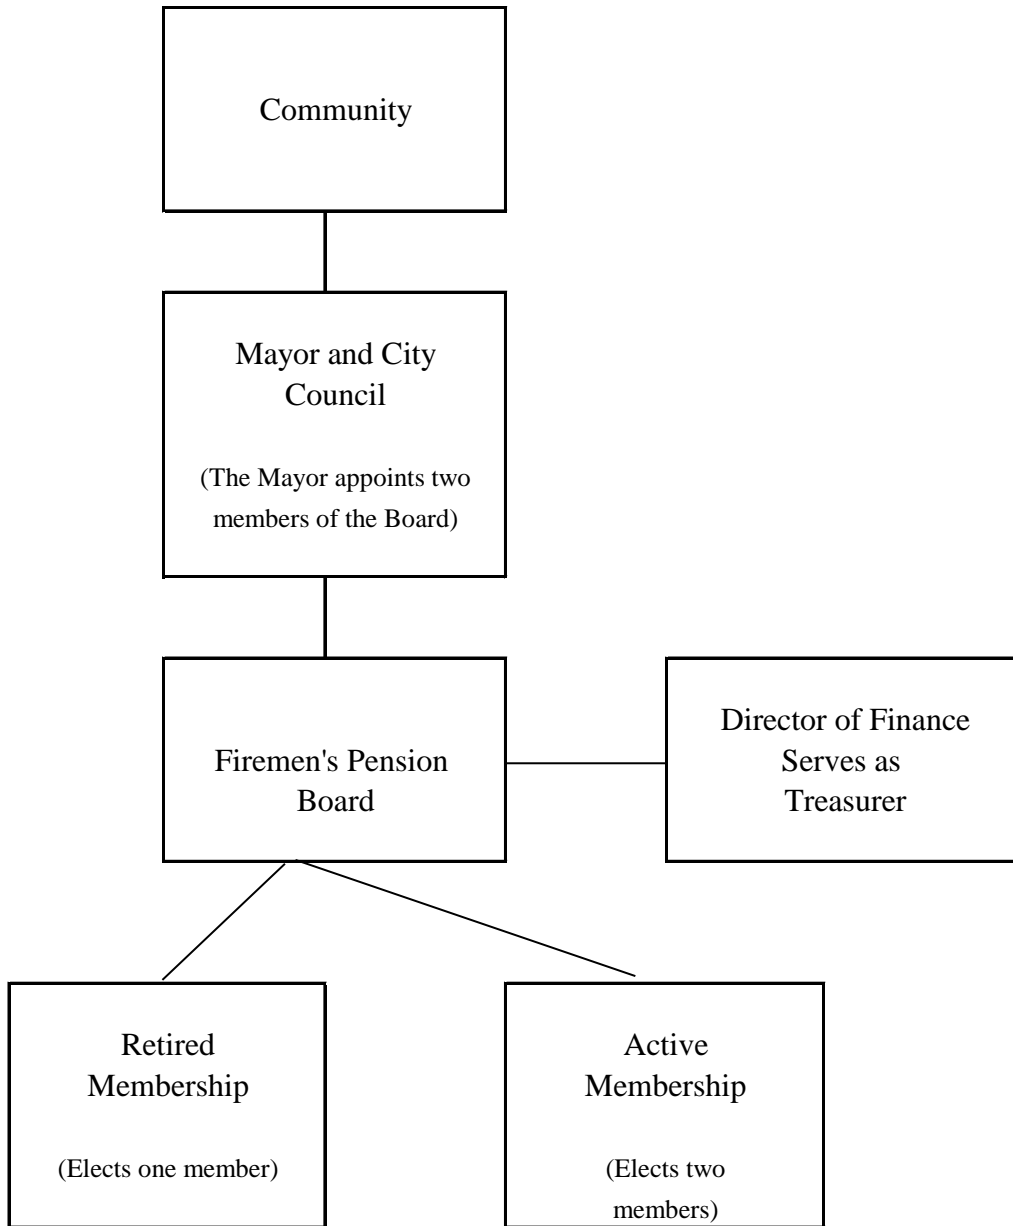 Community
Mayor and City
Council
(The Mayor appoints two
members of the Board)
Firemen's Pension
Board
Director of Finance
Serves as
Treasurer
Retired
Membership
(Elects one member)
Active
Membership
(Elects two
members)